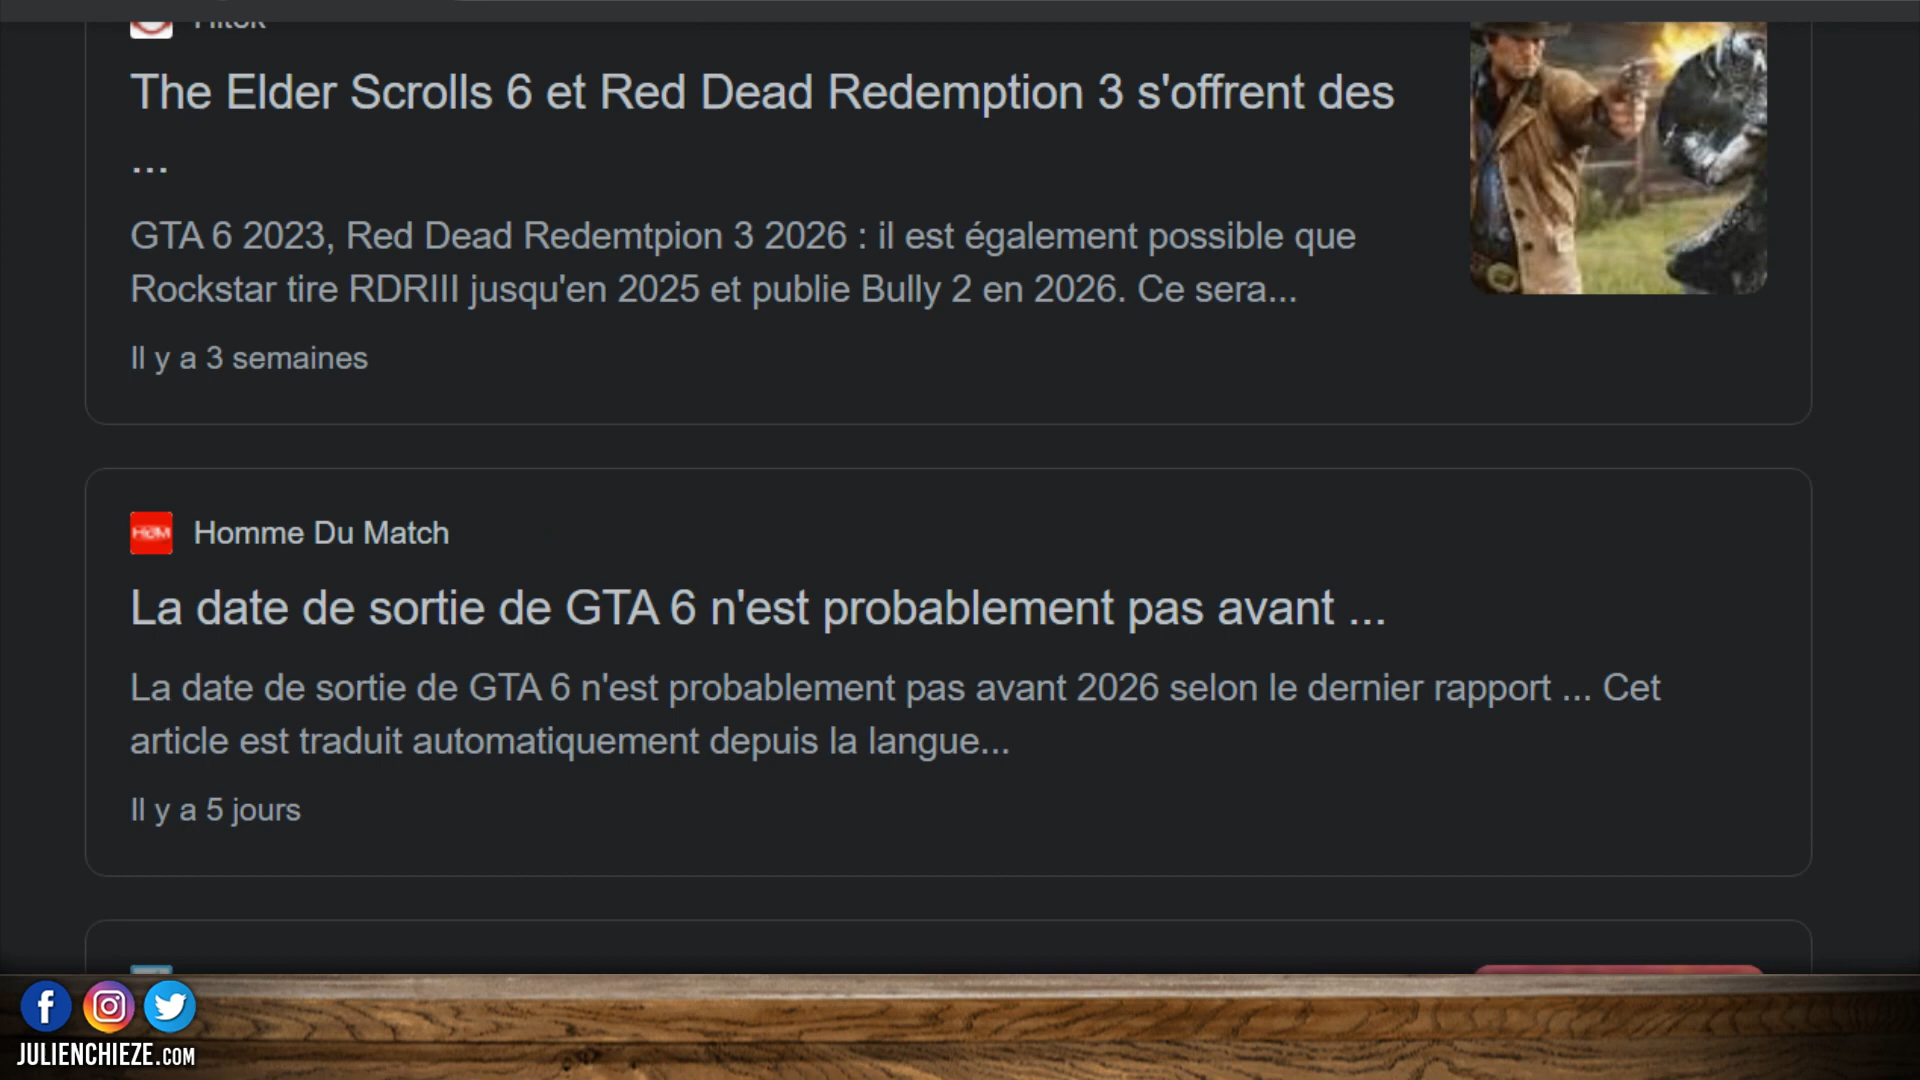 The Elder Scrolls 6 et Red Dead Redemption 3 s'offrent des
...
GTA 6 2023, Red Dead Redemtpion 3 2026 : il est également possible que
Rockstar tire RDRIII jusqu'en 2025 et publie Bully 2 en 2026. Ce sera...
Il y a 3 semaines
HDM Homme Du Match
La date de sortie de GTA 6 n'est probablement pas avant ...
La date de sortie de GTA 6 n'est probablement pas avant 2026 selon le dernier rapport ... Cet
article est traduit automatiquement depuis la langue...
Il y a 5 jours
JULIENCHIEZE.COM